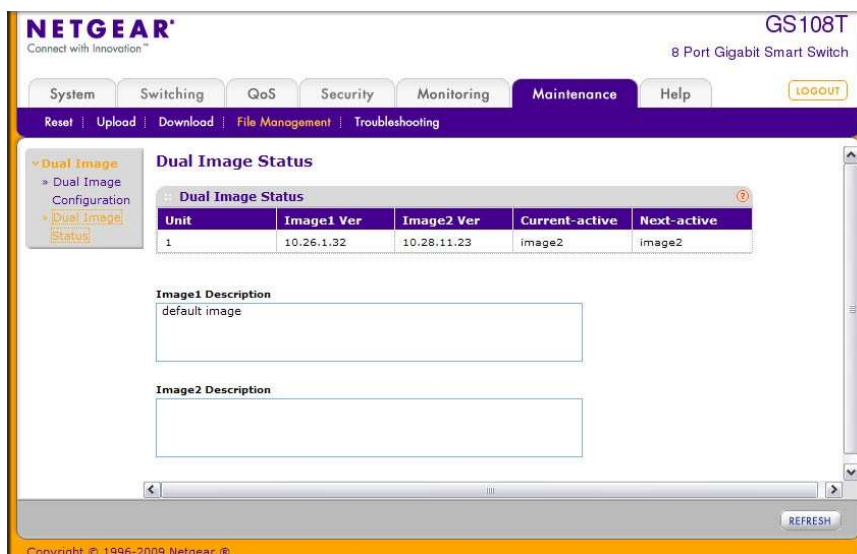 NETGEAR®
Connect with Innovation™
GS108T
8 Port Gigabit Smart Switch
System Switching QoS Security Monitoring Maintenance Help LOGOUT
Reset Upload Download File Management Troubleshooting
Dual Image
» Dual Image Configuration
» Dual Image Status
Dual Image Status
Dual Image Status ?
Unit Image1 Ver Image2 Ver Current-active Next-active
1 10.26.1.32 10.28.11.23 image2 image2
Image1 Description
default image
Image2 Description
REFRESH
Copyright © 1996-2009 Netgear ®